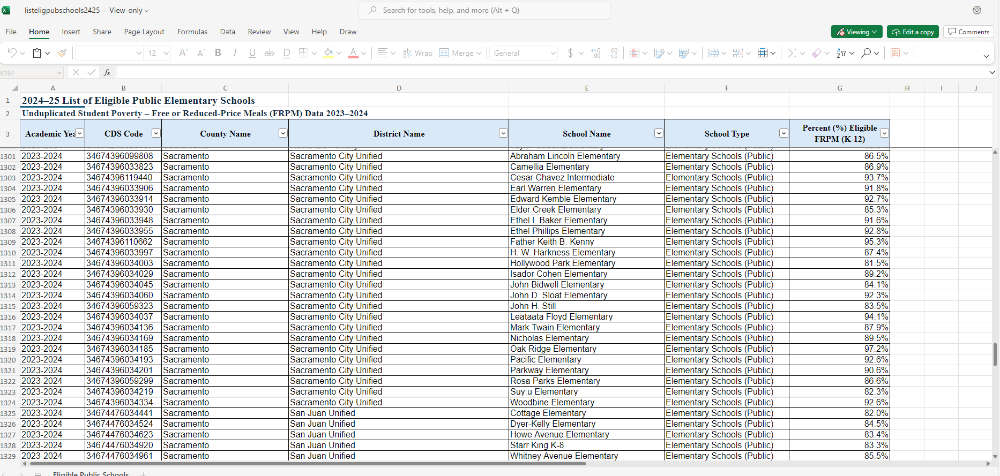 listeligpubschools2425 - View-only
Search for tools, help, and more (Alt + Q)
File Home Insert Share Page Layout Formulas Data Review View Help Draw
Viewing Edit a copy Comments
12 Wrap Merge General
K197 fx
A B C D E F G H I J
1 2024–25 List of Eligible Public Elementary Schools
2 Unduplicated Student Poverty – Free or Reduced-Price Meals (FRPM) Data 2023–2024
3 Academic Yea CDS Code County Name District Name School Name School Type Percent (%) Eligible FRPM (K-12)
1301 2023-2024 34674396099808 Sacramento Sacramento City Unified Abraham Lincoln Elementary Elementary Schools (Public) 86.5%
1302 2023-2024 34674396033823 Sacramento Sacramento City Unified Camellia Elementary Elementary Schools (Public) 86.9%
1303 2023-2024 34674396119440 Sacramento Sacramento City Unified Cesar Chavez Intermediate Elementary Schools (Public) 93.7%
1304 2023-2024 34674396033906 Sacramento Sacramento City Unified Earl Warren Elementary Elementary Schools (Public) 91.8%
1305 2023-2024 34674396033914 Sacramento Sacramento City Unified Edward Kemble Elementary Elementary Schools (Public) 92.7%
1306 2023-2024 34674396033930 Sacramento Sacramento City Unified Elder Creek Elementary Elementary Schools (Public) 85.3%
1307 2023-2024 34674396033948 Sacramento Sacramento City Unified Ethel I. Baker Elementary Elementary Schools (Public) 91.6%
1308 2023-2024 34674396033955 Sacramento Sacramento City Unified Ethel Phillips Elementary Elementary Schools (Public) 92.8%
1309 2023-2024 34674396110662 Sacramento Sacramento City Unified Father Keith B. Kenny Elementary Schools (Public) 95.3%
1310 2023-2024 34674396033997 Sacramento Sacramento City Unified H. W. Harkness Elementary Elementary Schools (Public) 87.4%
1311 2023-2024 34674396034003 Sacramento Sacramento City Unified Hollywood Park Elementary Elementary Schools (Public) 81.5%
1312 2023-2024 34674396034029 Sacramento Sacramento City Unified Isador Cohen Elementary Elementary Schools (Public) 89.2%
1313 2023-2024 34674396034045 Sacramento Sacramento City Unified John Bidwell Elementary Elementary Schools (Public) 84.1%
1314 2023-2024 34674396034060 Sacramento Sacramento City Unified John D. Sloat Elementary Elementary Schools (Public) 92.3%
1315 2023-2024 34674396059323 Sacramento Sacramento City Unified John H. Still Elementary Schools (Public) 83.5%
1316 2023-2024 34674396034037 Sacramento Sacramento City Unified Leataata Floyd Elementary Elementary Schools (Public) 94.1%
1317 2023-2024 34674396034136 Sacramento Sacramento City Unified Mark Twain Elementary Elementary Schools (Public) 87.9%
1318 2023-2024 34674396034169 Sacramento Sacramento City Unified Nicholas Elementary Elementary Schools (Public) 89.5%
1319 2023-2024 34674396034185 Sacramento Sacramento City Unified Oak Ridge Elementary Elementary Schools (Public) 97.2%
1320 2023-2024 34674396034193 Sacramento Sacramento City Unified Pacific Elementary Elementary Schools (Public) 92.6%
1321 2023-2024 34674396034201 Sacramento Sacramento City Unified Parkway Elementary Elementary Schools (Public) 90.6%
1322 2023-2024 34674396059299 Sacramento Sacramento City Unified Rosa Parks Elementary Elementary Schools (Public) 86.6%
1323 2023-2024 34674396034219 Sacramento Sacramento City Unified Suy:u Elementary Elementary Schools (Public) 82.3%
1324 2023-2024 34674396034334 Sacramento Sacramento City Unified Woodbine Elementary Elementary Schools (Public) 92.6%
1325 2023-2024 34674476034441 Sacramento San Juan Unified Cottage Elementary Elementary Schools (Public) 82.0%
1326 2023-2024 34674476034524 Sacramento San Juan Unified Dyer-Kelly Elementary Elementary Schools (Public) 84.5%
1327 2023-2024 34674476034623 Sacramento San Juan Unified Howe Avenue Elementary Elementary Schools (Public) 83.4%
1328 2023-2024 34674476034920 Sacramento San Juan Unified Starr King K-8 Elementary Schools (Public) 83.3%
1329 2023-2024 34674476034961 Sacramento San Juan Unified Whitney Avenue Elementary Elementary Schools (Public) 85.5%
Eligible Public Schools